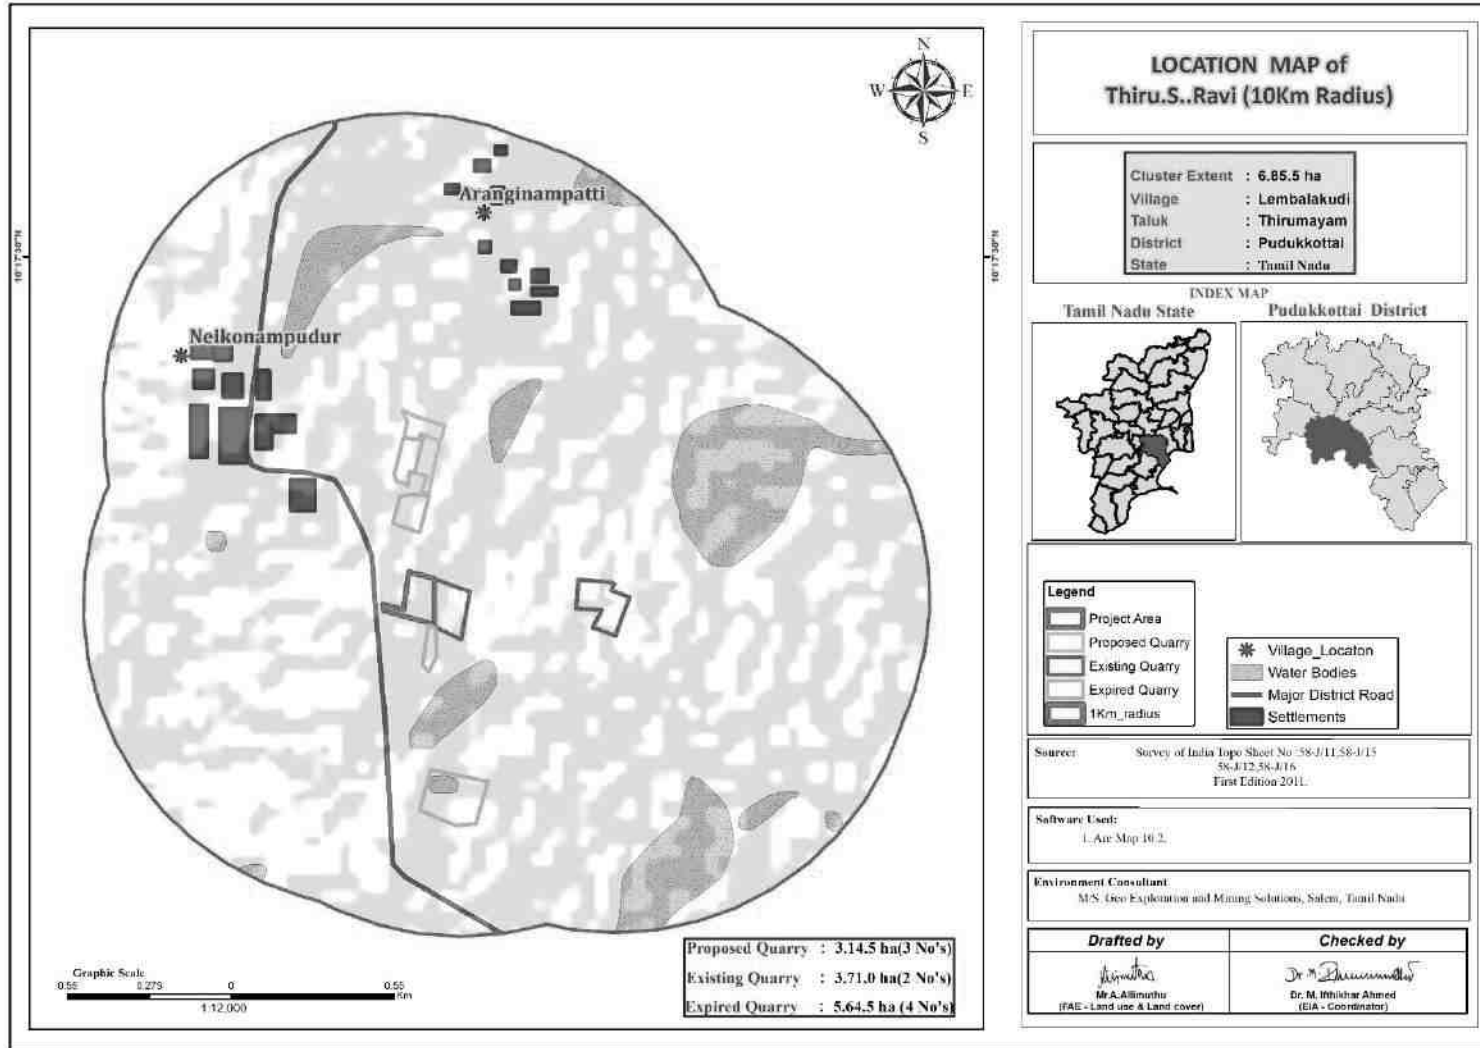 N
W E
S
Aranginampatti
Neikonampudur
10°17'30"N
10°17'30"N
Graphic Scale
0.55 0.275 0 0.55
Km
1:12,000
Proposed Quarry : 3.14.5 ha(3 No's)
Existing Quarry : 3.71.0 ha(2 No's)
Expired Quarry : 5.64.5 ha (4 No's)
LOCATION MAP of
Thiru.S..Ravi (10Km Radius)
Cluster Extent : 6.85.5 ha
Village : Lembalakudi
Taluk : Thirumayam
District : Pudukkottai
State : Tamil Nadu
INDEX MAP
Tamil Nadu State Pudukkottai District
Legend
Project Area
Proposed Quarry
Existing Quarry
Expired Quarry
1Km_radius
Village_Locaton
Water Bodies
Major District Road
Settlements
Source: Survey of India Topo Sheet No :58-J/11,58-J/15
58-J/12,58-J/16
First Edition 2011.
Software Used:
1. Arc Map 10.2.
Environment Consultant
M/S. Geo Exploration and Mining Solutions, Salem, Tamil Nadu
Drafted by Checked by
Mr.A.Allimuthu
(FAE - Land use & Land cover)
Dr. M. Ifthikhar Ahmed
(EIA - Coordinator)